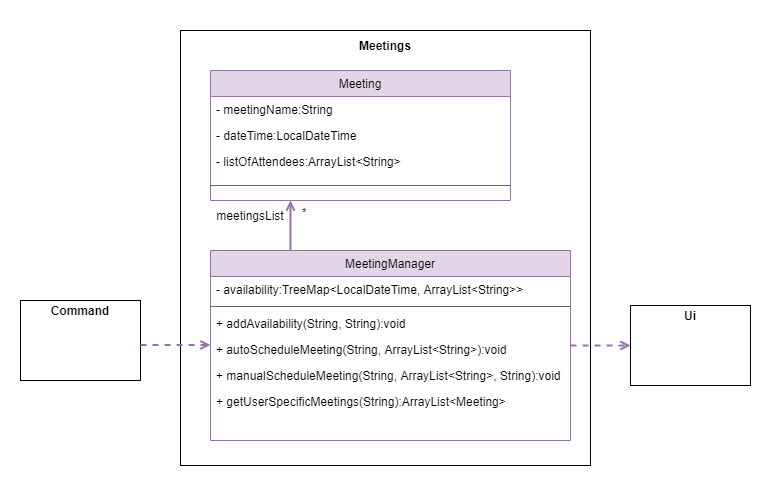 Meetings
Meeting
- meetingName:String
- dateTime:LocalDateTime
- listOfAttendees:ArrayList<String>
meetingsList *
MeetingManager
- availability:TreeMap<LocalDateTime, ArrayList<String>>
Command
+ addAvailability(String, String):void
+ autoScheduleMeeting(String, ArrayList<String>):void
+ manualScheduleMeeting(String, ArrayList<String>, String):void
+ getUserSpecificMeetings(String):ArrayList<Meeting>
Ui